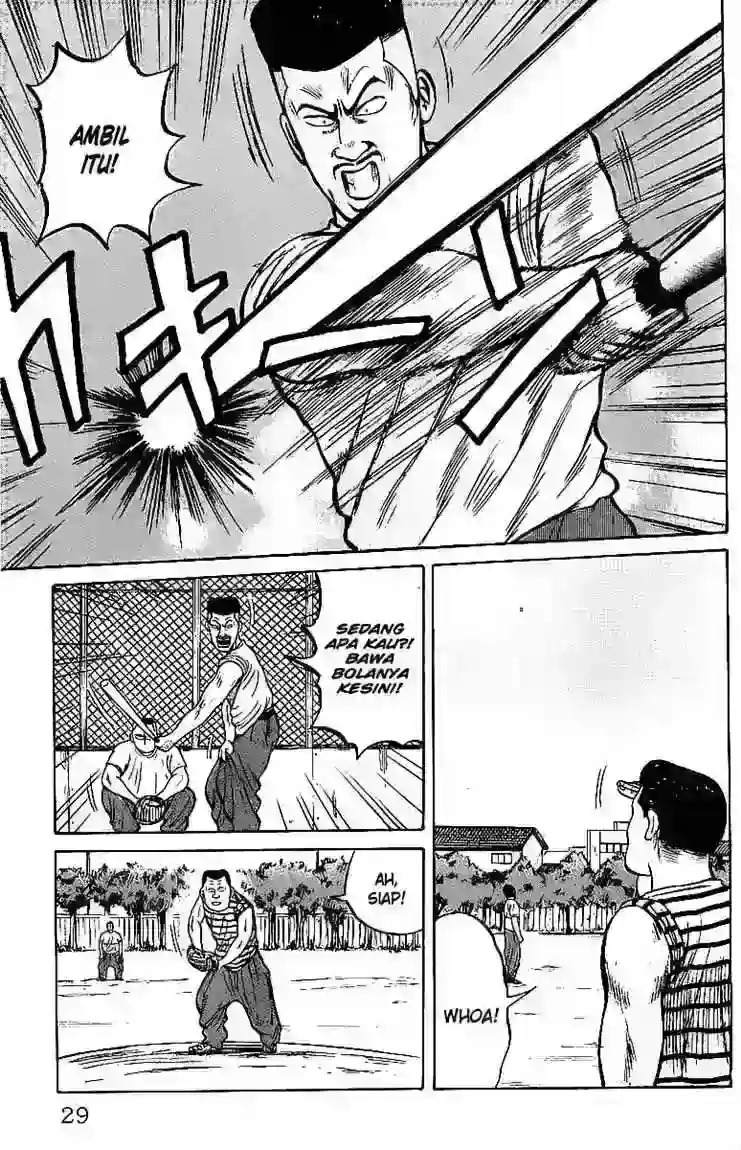 AMBIL
ITU!
カキーン
WHOA!
SEDANG
APA KAU?!
BAWA
BOLANYA
KESINI!
AH,
SIAP!
29